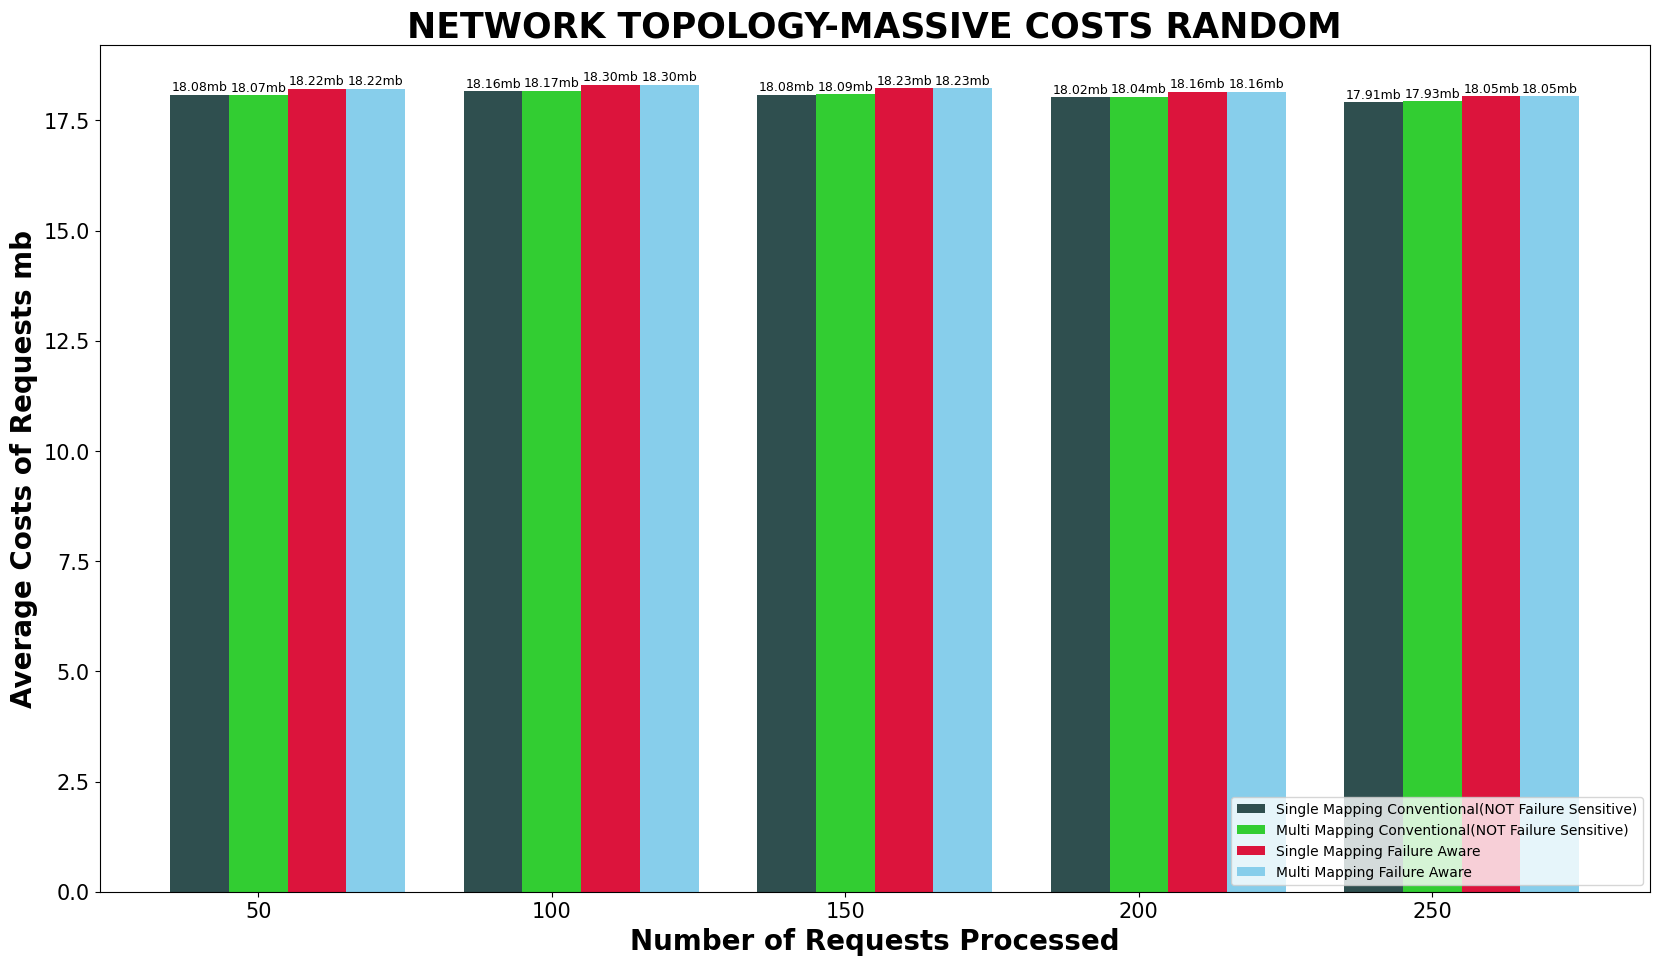 NETWORK TOPOLOGY-MASSIVE COSTS RANDOM
Average Costs of Requests mb
17.5
15.0
12.5
10.0
7.5
5.0
2.5
0.0
18.08mb 18.07mb 18.22mb 18.22mb
18.16mb 18.17mb 18.30mb 18.30mb
18.08mb 18.09mb 18.23mb 18.23mb
18.02mb 18.04mb 18.16mb 18.16mb
17.91mb 17.93mb 18.05mb 18.05mb
Single Mapping Conventional(NOT Failure Sensitive)
Multi Mapping Conventional(NOT Failure Sensitive)
Single Mapping Failure Aware
Multi Mapping Failure Aware
50 100 150 200 250
Number of Requests Processed